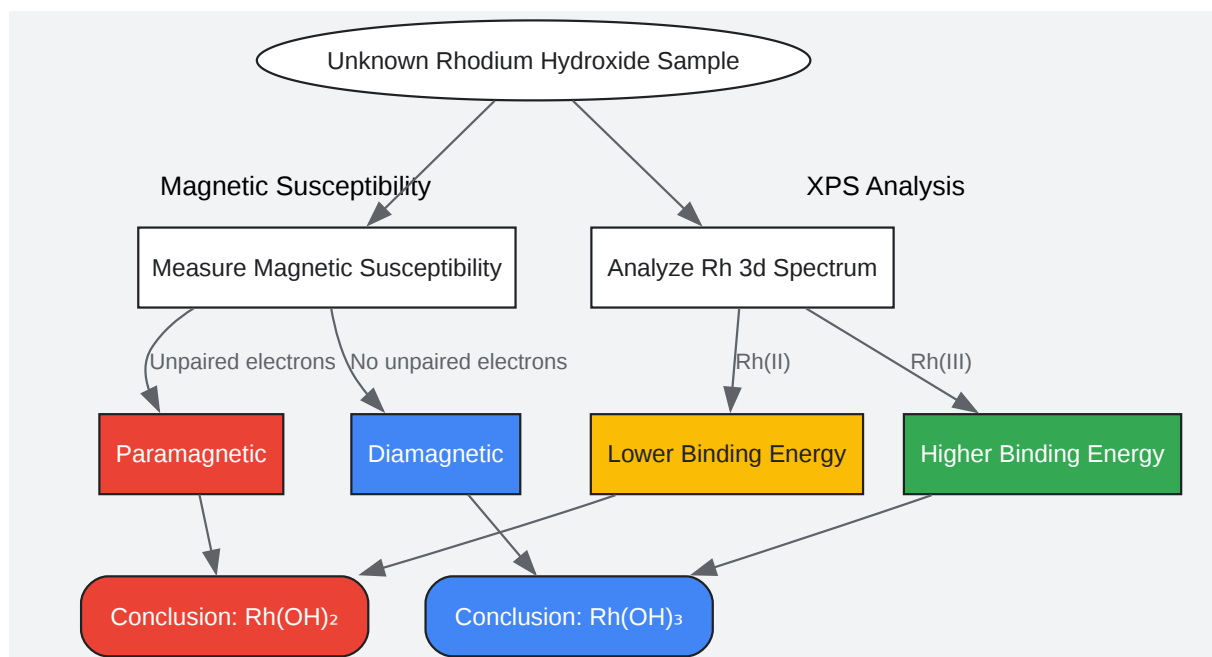 Unknown Rhodium Hydroxide Sample
Magnetic Susceptibility
XPS Analysis
Measure Magnetic Susceptibility
Analyze Rh 3d Spectrum
Unpaired electrons
No unpaired electrons
Rh(II)
Rh(III)
Paramagnetic
Diamagnetic
Lower Binding Energy
Higher Binding Energy
Conclusion: Rh(OH)₂
Conclusion: Rh(OH)₃